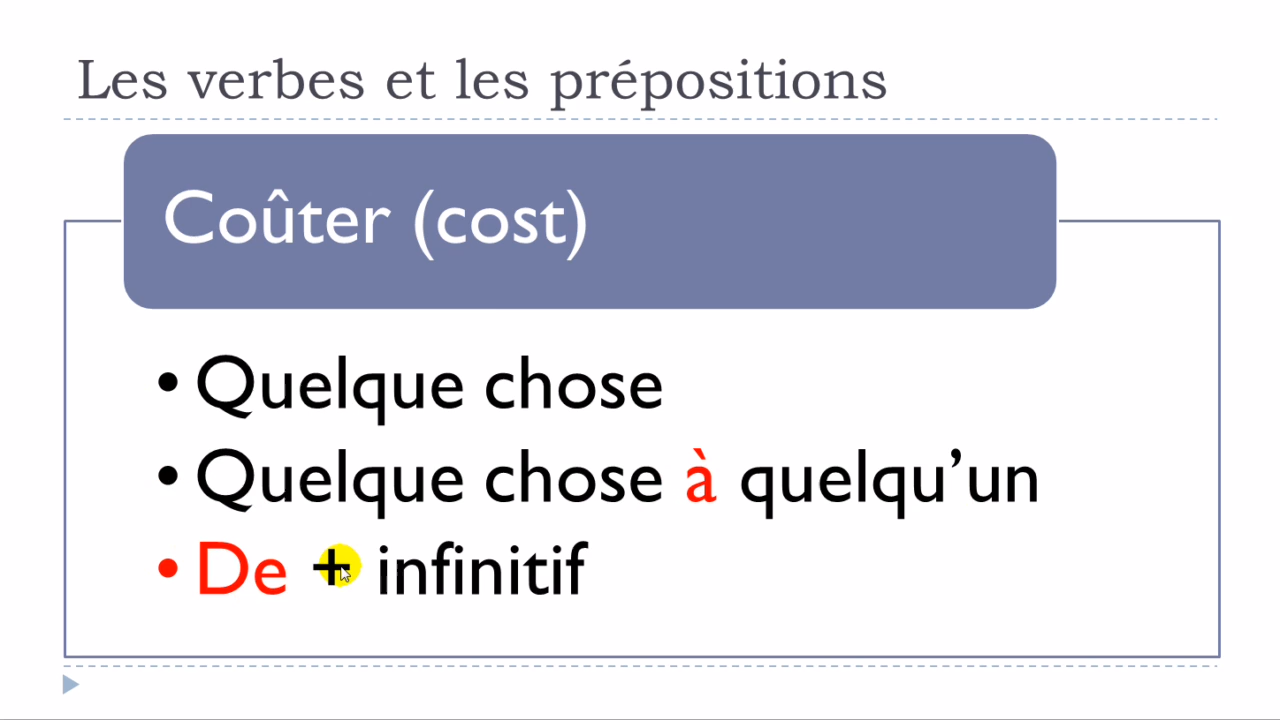 Les verbes et les prépositions
Coûter (cost)
• Quelque chose
• Quelque chose à quelqu’un
• De + infinitif